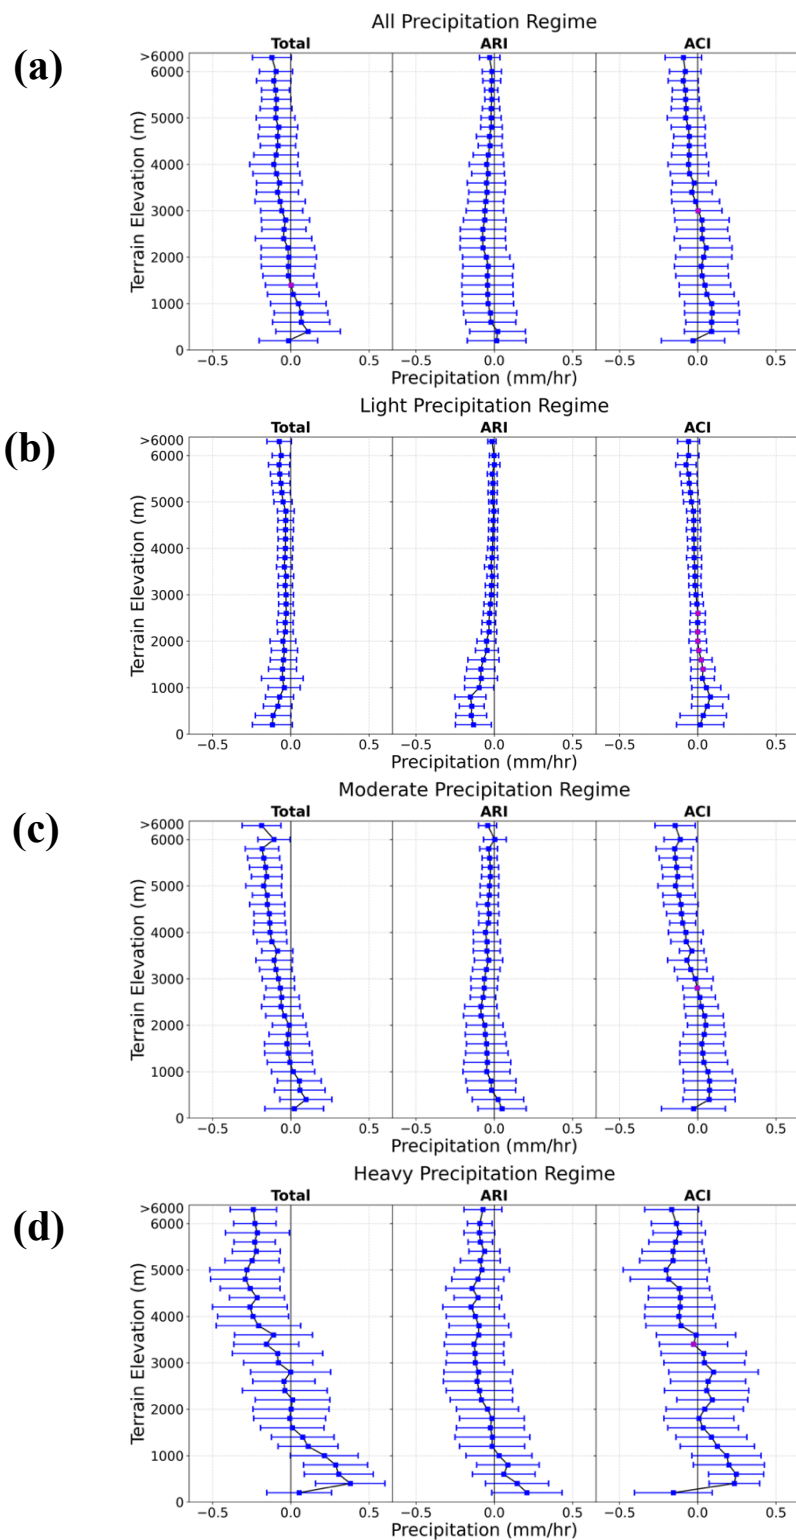 All Precipitation Regime
(a)
Total ARI ACI
>6000
6000
5000
4000
3000
2000
1000
0
Terrain Elevation (m)
−0.5 0.0 0.5 −0.5 0.0 0.5 −0.5 0.0 0.5
Precipitation (mm/hr)
Light Precipitation Regime
(b)
Total ARI ACI
>6000
6000
5000
4000
3000
2000
1000
0
Terrain Elevation (m)
−0.5 0.0 0.5 −0.5 0.0 0.5 −0.5 0.0 0.5
Precipitation (mm/hr)
Moderate Precipitation Regime
(c)
Total ARI ACI
>6000
6000
5000
4000
3000
2000
1000
0
Terrain Elevation (m)
−0.5 0.0 0.5 −0.5 0.0 0.5 −0.5 0.0 0.5
Precipitation (mm/hr)
Heavy Precipitation Regime
(d)
Total ARI ACI
>6000
6000
5000
4000
3000
2000
1000
0
Terrain Elevation (m)
−0.5 0.0 0.5 −0.5 0.0 0.5 −0.5 0.0 0.5
Precipitation (mm/hr)